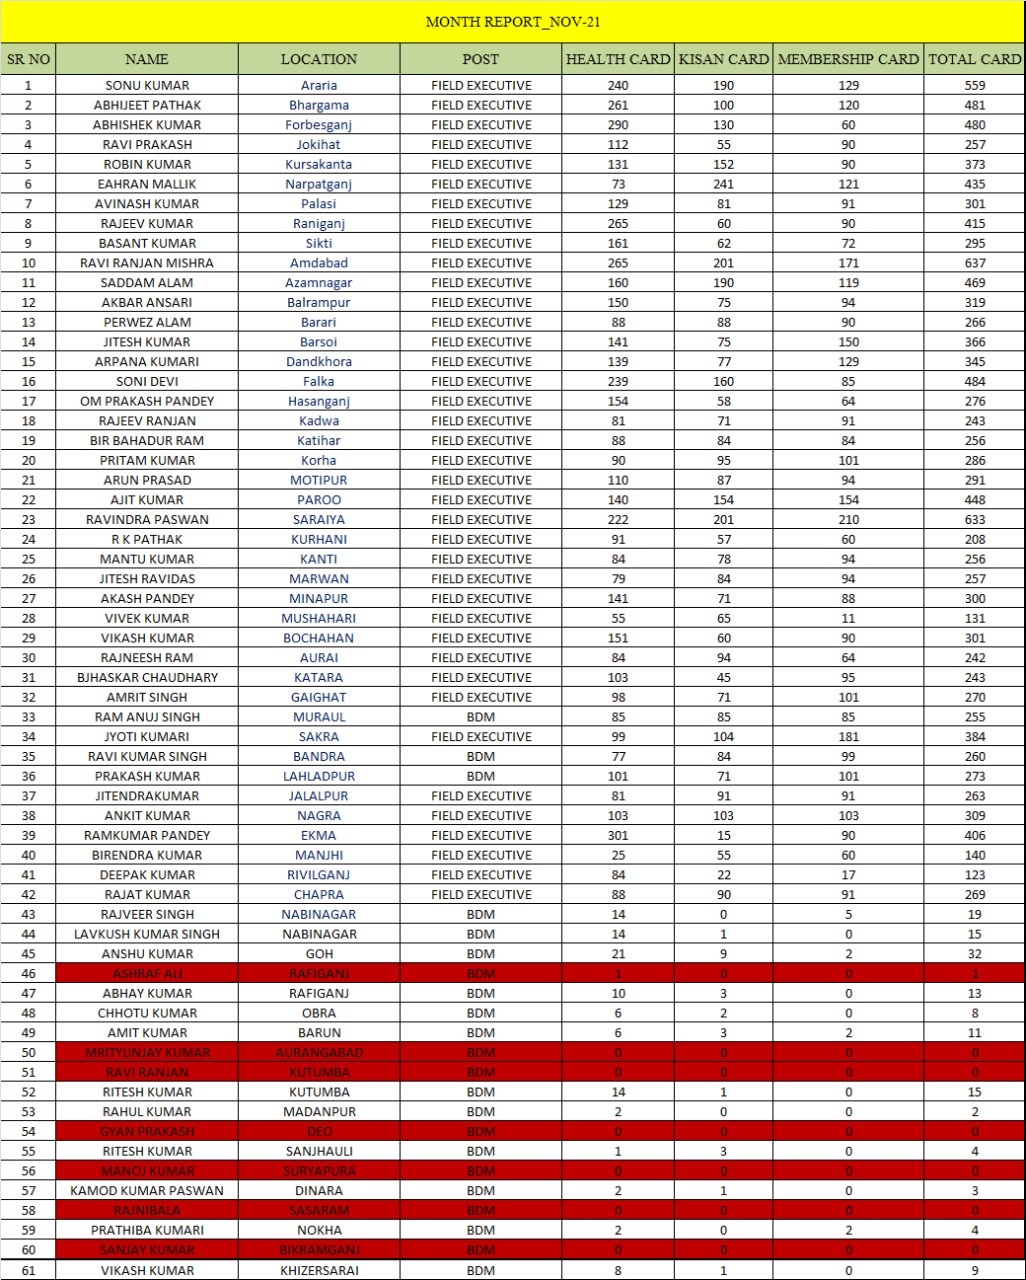 MONTH REPORT_NOV-21
SR NO NAME LOCATION POST HEALTH CARD KISAN CARD MEMBERSHIP CARD TOTAL CARD
1 SONU KUMAR Araria FIELD EXECUTIVE 240 190 129 559
2 ABHIJEET PATHAK Bhargama FIELD EXECUTIVE 261 100 120 481
3 ABHISHEK KUMAR Forbesganj FIELD EXECUTIVE 290 130 60 480
4 RAVI PRAKASH Jokihat FIELD EXECUTIVE 112 55 90 257
5 ROBIN KUMAR Kursakanta FIELD EXECUTIVE 131 152 90 373
6 EAHRAN MALLIK Narpatganj FIELD EXECUTIVE 73 241 121 435
7 AVINASH KUMAR Palasi FIELD EXECUTIVE 129 81 91 301
8 RAJEEV KUMAR Raniganj FIELD EXECUTIVE 265 60 90 415
9 BASANT KUMAR Sikti FIELD EXECUTIVE 161 62 72 295
10 RAVI RANJAN MISHRA Amdabad FIELD EXECUTIVE 265 201 171 637
11 SADDAM ALAM Azamnagar FIELD EXECUTIVE 160 190 119 469
12 AKBAR ANSARI Balrampur FIELD EXECUTIVE 150 75 94 319
13 PERWEZ ALAM Barari FIELD EXECUTIVE 88 88 90 266
14 JITESH KUMAR Barsoi FIELD EXECUTIVE 141 75 150 366
15 ARPANA KUMARI Dandkhora FIELD EXECUTIVE 139 77 129 345
16 SONI DEVI Falka FIELD EXECUTIVE 239 160 85 484
17 OM PRAKASH PANDEY Hasanganj FIELD EXECUTIVE 154 58 64 276
18 RAJEEV RANJAN Kadwa FIELD EXECUTIVE 81 71 91 243
19 BIR BAHADUR RAM Katihar FIELD EXECUTIVE 88 84 84 256
20 PRITAM KUMAR Korha FIELD EXECUTIVE 90 95 101 286
21 ARUN PRASAD MOTIPUR FIELD EXECUTIVE 110 87 94 291
22 AJIT KUMAR PAROO FIELD EXECUTIVE 140 154 154 448
23 RAVINDRA PASWAN SARAIYA FIELD EXECUTIVE 222 201 210 633
24 R K PATHAK KURHANI FIELD EXECUTIVE 91 57 60 208
25 MANTU KUMAR KANTI FIELD EXECUTIVE 84 78 94 256
26 JITESH RAVIDAS MARWAN FIELD EXECUTIVE 79 84 94 257
27 AKASH PANDEY MINAPUR FIELD EXECUTIVE 141 71 88 300
28 VIVEK KUMAR MUSHAHARI FIELD EXECUTIVE 55 65 11 131
29 VIKASH KUMAR BOCHAHAN FIELD EXECUTIVE 151 60 90 301
30 RAJNEESH RAM AURAI FIELD EXECUTIVE 84 94 64 242
31 BJHASKAR CHAUDHARY KATARA FIELD EXECUTIVE 103 45 95 243
32 AMRIT SINGH GAIGHAT FIELD EXECUTIVE 98 71 101 270
33 RAM ANUJ SINGH MURAUL BDM 85 85 85 255
34 JYOTI KUMARI SAKRA FIELD EXECUTIVE 99 104 181 384
35 RAVI KUMAR SINGH BANDRA BDM 77 84 99 260
36 PRAKASH KUMAR LAHLADPUR BDM 101 71 101 273
37 JITENDRAKUMAR JALALPUR FIELD EXECUTIVE 81 91 91 263
38 ANKIT KUMAR NAGRA FIELD EXECUTIVE 103 103 103 309
39 RAMKUMAR PANDEY EKMA FIELD EXECUTIVE 301 15 90 406
40 BIRENDRA KUMAR MANJHI FIELD EXECUTIVE 25 55 60 140
41 DEEPAK KUMAR RIVILGANJ FIELD EXECUTIVE 84 22 17 123
42 RAJAT KUMAR CHAPRA FIELD EXECUTIVE 88 90 91 269
43 RAJVEER SINGH NABINAGAR BDM 14 0 5 19
44 LAVKUSH KUMAR SINGH NABINAGAR BDM 14 1 0 15
45 ANSHU KUMAR GOH BDM 21 9 2 32
46 ASHRAF ALI RAFIGANJ BDM 1 0 0 1
47 ABHAY KUMAR RAFIGANJ BDM 10 3 0 13
48 CHHOTU KUMAR OBRA BDM 6 2 0 8
49 AMIT KUMAR BARUN BDM 6 3 2 11
50 MRITYUNJAY KUMAR AURANGABAD BDM 0 0 0 0
51 RAVI RANJAN KUTUMBA BDM 0 0 0 0
52 RITESH KUMAR KUTUMBA BDM 14 1 0 15
53 RAHUL KUMAR MADANPUR BDM 2 0 0 2
54 GYAN PRAKASH DEO BDM 0 0 0 0
55 RITESH KUMAR SANJHAULI BDM 1 3 0 4
56 MANOJ KUMAR SURYAPURA BDM 0 0 0 0
57 KAMOD KUMAR PASWAN DINARA BDM 2 1 0 3
58 RAJNIBALA SASARAM BDM 0 0 0 0
59 PRATHIBA KUMARI NOKHA BDM 2 0 2 4
60 SANJAY KUMAR BIKRAMGANJ BDM 0 0 0 0
61 VIKASH KUMAR KHIZERSARAI BDM 8 1 0 9